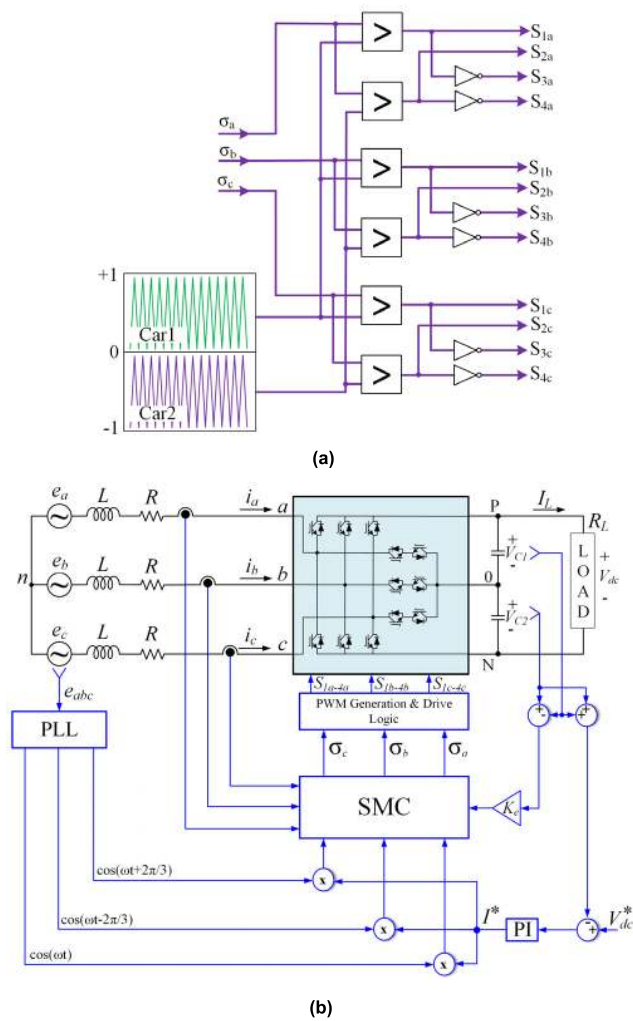 > S1a
S2a
S3a
> S4a
σa
σb > S1b
σc S2b
S3b
> S4b
+1 > S1c
Car1 S2c
0 S3c
Car2 > S4c
-1
(a)
ea L R ia a P IL RL
+ VC1 -
n eb L R ib b 0 LOAD + Vdc -
+ VC2 -
ec L R ic c N
eabc S1a-4a S1b-4b S1c-4c
PWM Generation & Drive
Logic
+ - + +
PLL
σc σb σa
SMC Ke
cos(ωt+2π/3) x
cos(ωt-2π/3) x I* PI - + Vdc*
cos(ωt) x
(b)